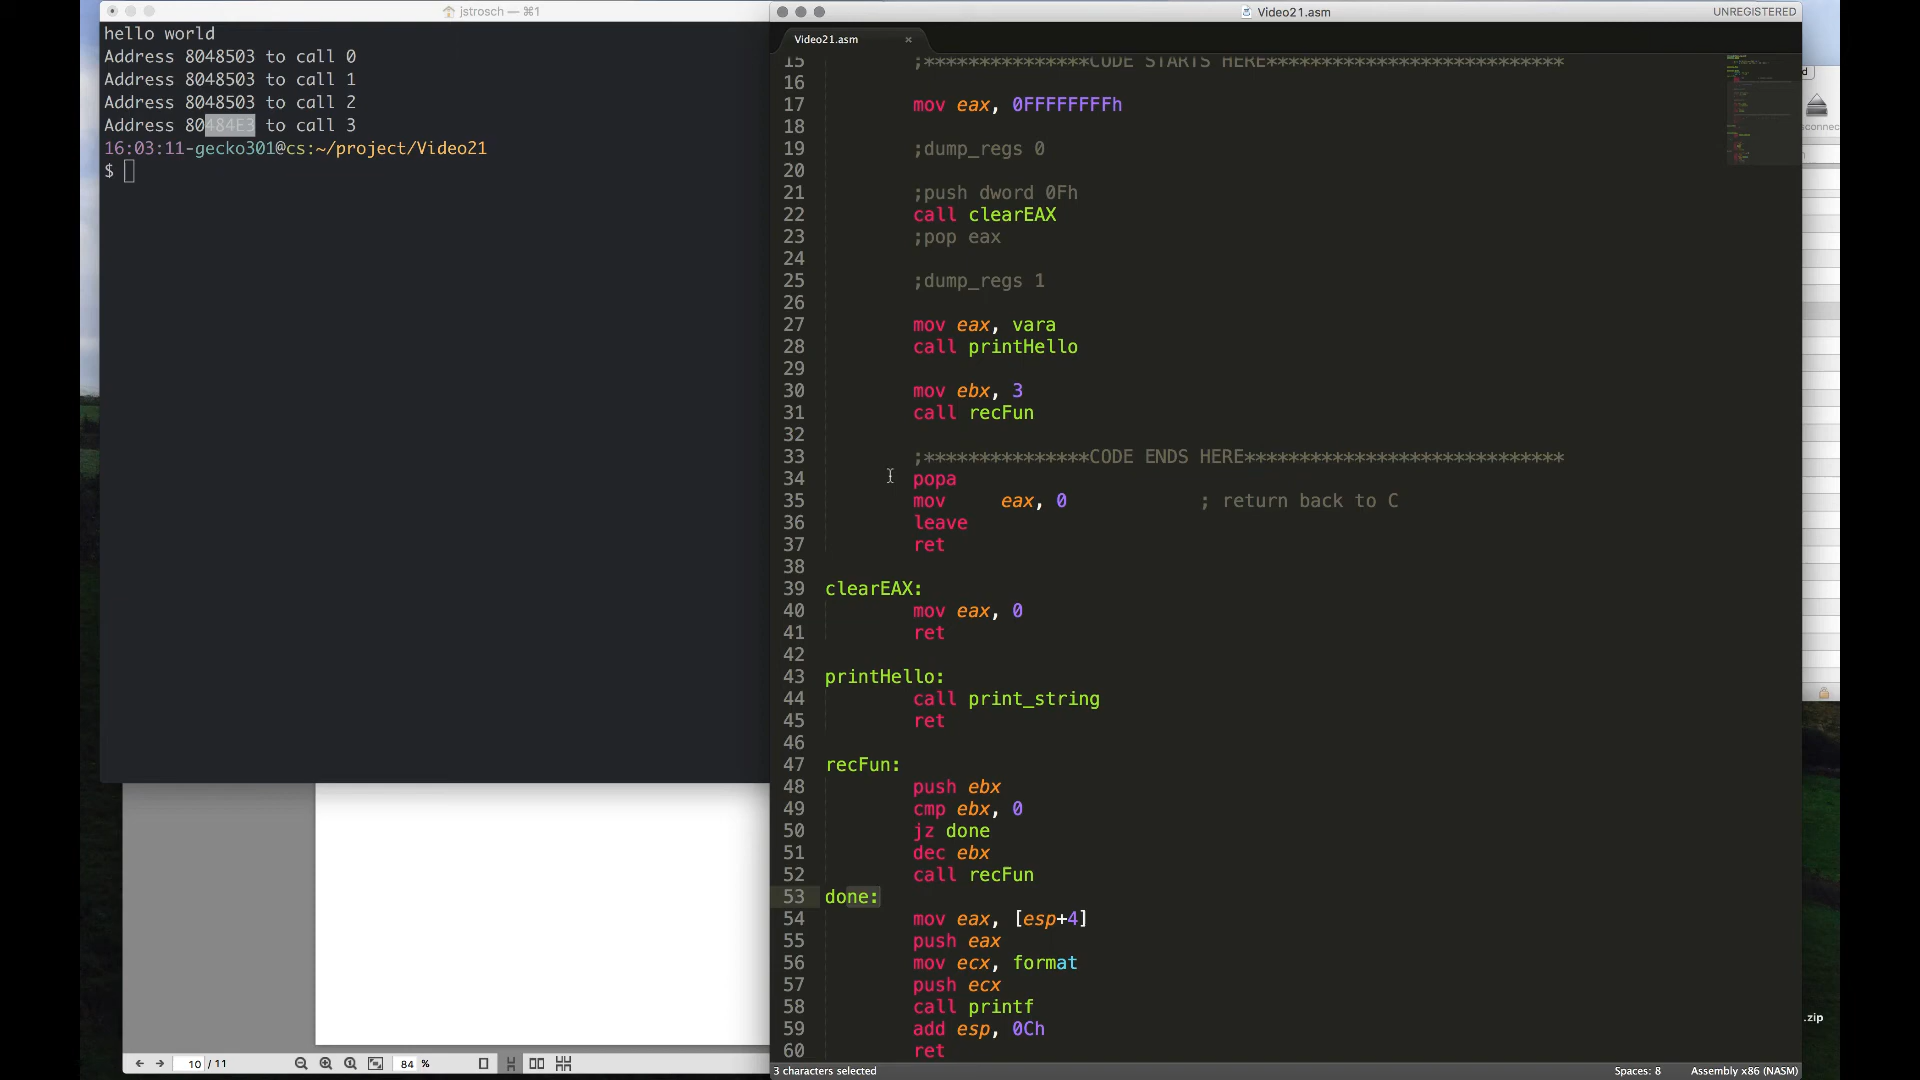 jstrosch — ⌘1
hello world
Address 8048503 to call 0
Address 8048503 to call 1
Address 8048503 to call 2
Address 80484E3 to call 3
16:03:11-gecko301@cs:~/project/Video21
$
Video21.asm
UNREGISTERED
Video21.asm ×
15 ;***************CODE STARTS HERE***************************
16
17 mov eax, 0FFFFFFFFh
18
19 ;dump_regs 0
20
21 ;push dword 0Fh
22 call clearEAX
23 ;pop eax
24
25 ;dump_regs 1
26
27 mov eax, vara
28 call printHello
29
30 mov ebx, 3
31 call recFun
32
33 ;***************CODE ENDS HERE*****************************
34 popa
35 mov eax, 0 ; return back to C
36 leave
37 ret
38
39 clearEAX:
40 mov eax, 0
41 ret
42
43 printHello:
44 call print_string
45 ret
46
47 recFun:
48 push ebx
49 cmp ebx, 0
50 jz done
51 dec ebx
52 call recFun
53 done:
54 mov eax, [esp+4]
55 push eax
56 mov ecx, format
57 push ecx
58 call printf
59 add esp, 0Ch
60 ret
3 characters selected
Spaces: 8
Assembly x86 (NASM)
10 / 11
84 %
.zip